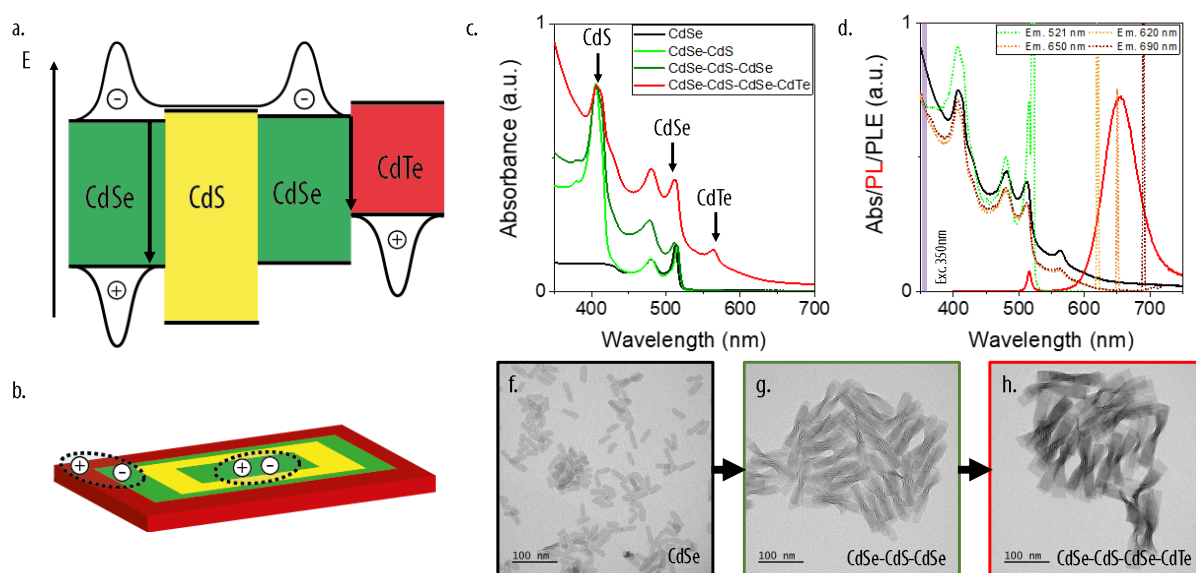 a.
E
−
−
CdSe
CdS
CdSe
CdTe
+
+
b.
+
−
+
−
c.
1
0
Absorbance (a.u.)
CdS
CdSe
CdTe
CdSe
CdSe-CdS
CdSe-CdS-CdSe
CdSe-CdS-CdSe-CdTe
400
500
600
700
Wavelength (nm)
d.
1
0
Abs/PL/PLE (a.u.)
Em. 521 nm
Em. 620 nm
Em. 650 nm
Em. 690 nm
Exc.350nm
400
500
600
700
Wavelength (nm)
f.
100 nm
CdSe
g.
100 nm
CdSe-CdS-CdSe
h.
100 nm
CdSe-CdS-CdSe-CdTe